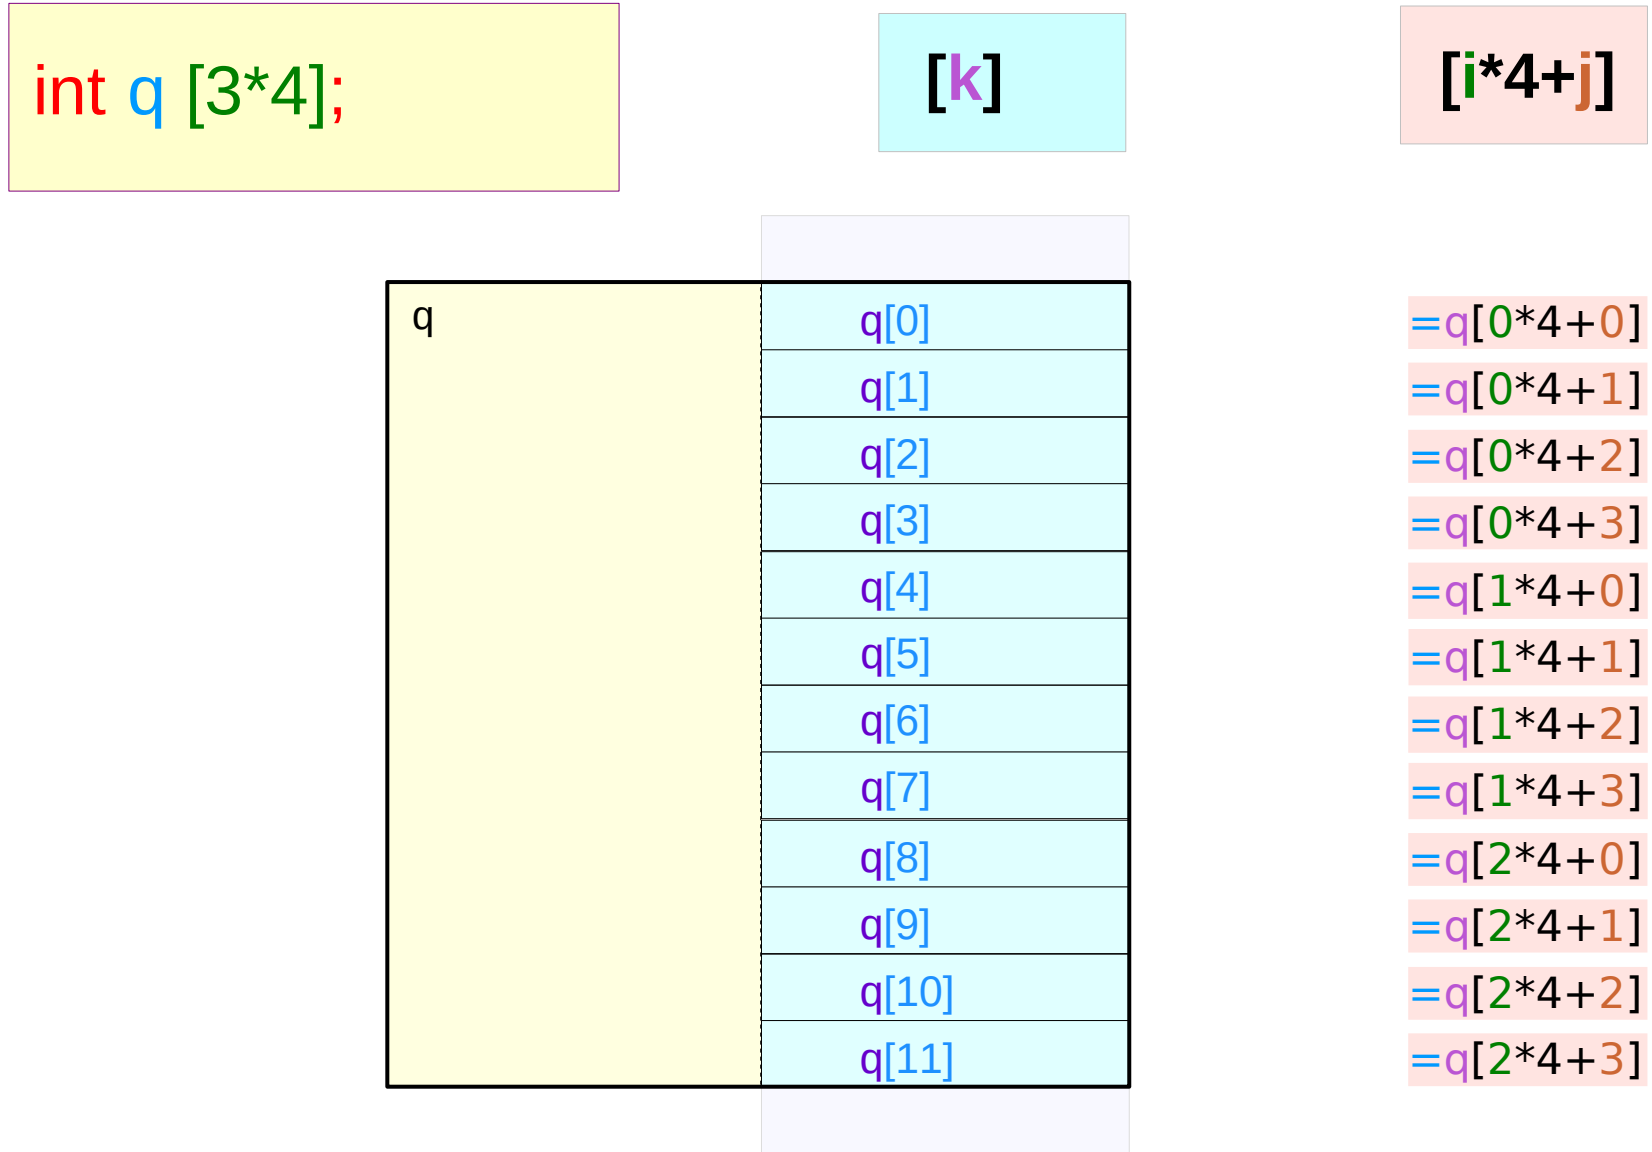 int q [3*4];
[k]
[i*4+j]
q
q[0] =q[0*4+0]
q[1] =q[0*4+1]
q[2] =q[0*4+2]
q[3] =q[0*4+3]
q[4] =q[1*4+0]
q[5] =q[1*4+1]
q[6] =q[1*4+2]
q[7] =q[1*4+3]
q[8] =q[2*4+0]
q[9] =q[2*4+1]
q[10] =q[2*4+2]
q[11] =q[2*4+3]